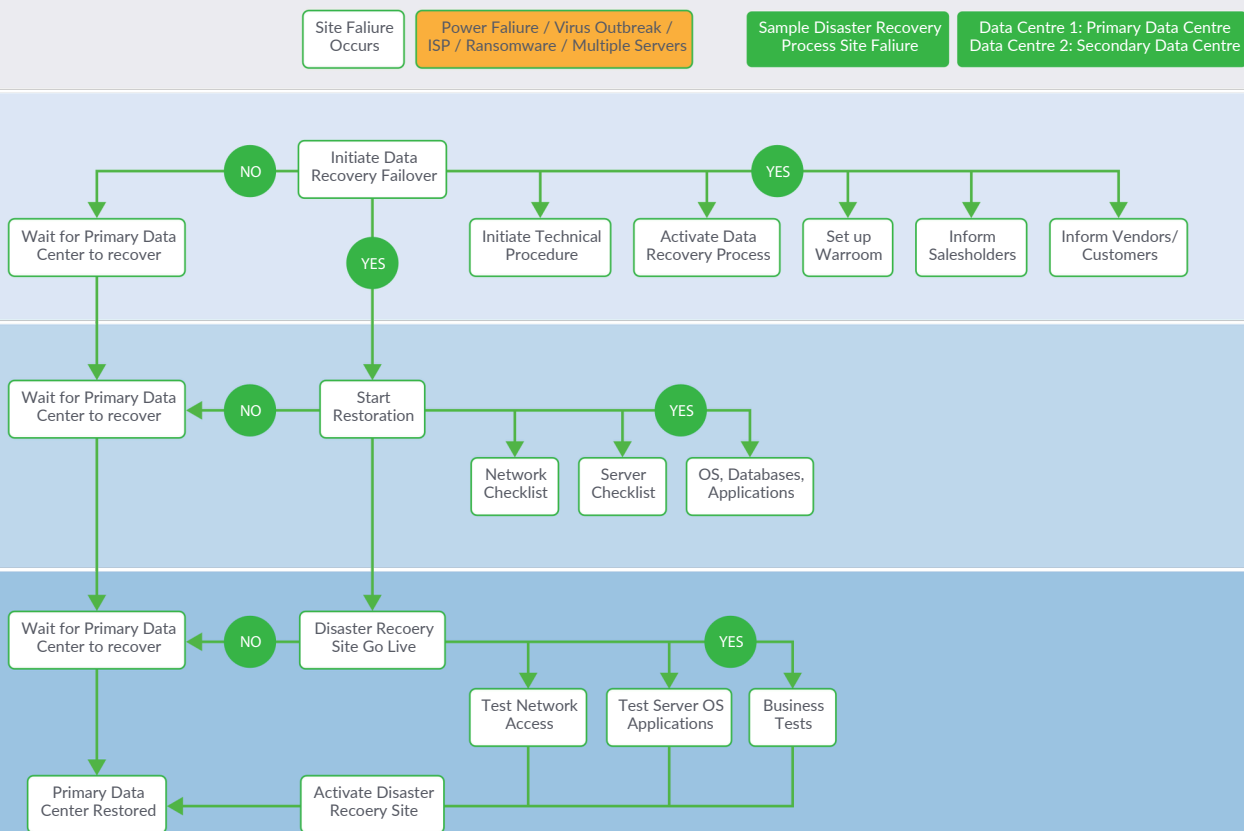 Site Faliure
Occurs
Power Faliure / Virus Outbreak /
ISP / Ransomware / Multiple Servers
Sample Disaster Recovery
Process Site Faliure
Data Centre 1: Primary Data Centre
Data Centre 2: Secondary Data Centre
NO
Initiate Data
Recovery Failover
YES
Wait for Primary Data
Center to recover
YES
Initiate Technical
Procedure
Activate Data
Recovery Process
Set up
Warroom
Inform
Salesholders
Inform Vendors/
Customers
Wait for Primary Data
Center to recover
NO
Start
Restoration
YES
Network
Checklist
Server
Checklist
OS, Databases,
Applications
Wait for Primary Data
Center to recover
NO
Disaster Recoery
Site Go Live
YES
Test Network
Access
Test Server OS
Applications
Business
Tests
Primary Data
Center Restored
Activate Disaster
Recoery Site